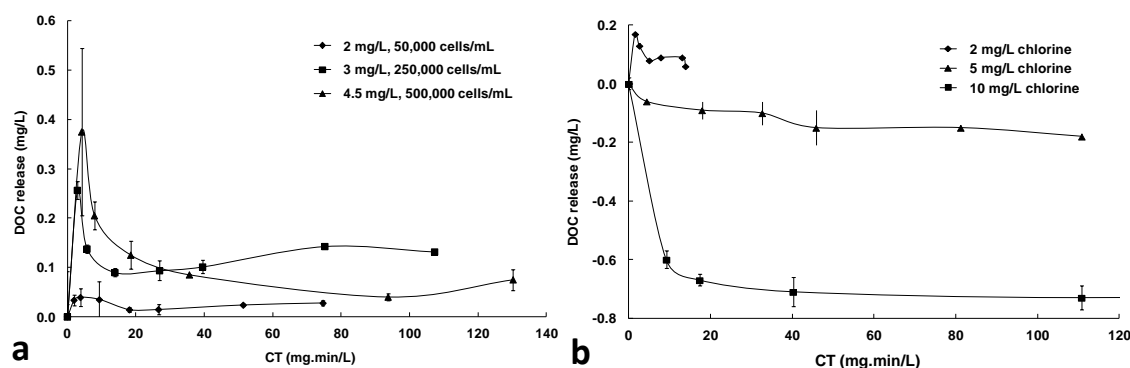 0.6
0.5
0.4
0.3
0.2
0.1
0.0
DOC release (mg/L)
2 mg/L, 50,000 cells/mL
3 mg/L, 250,000 cells/mL
4.5 mg/L, 500,000 cells/mL
0 20 40 60 80 100 120 140
CT (mg.min/L)
a
0.2
0.0
-0.2
-0.4
-0.6
-0.8
DOC release (mg/L)
2 mg/L chlorine
5 mg/L chlorine
10 mg/L chlorine
0 20 40 60 80 100 120
CT (mg.min/L)
b